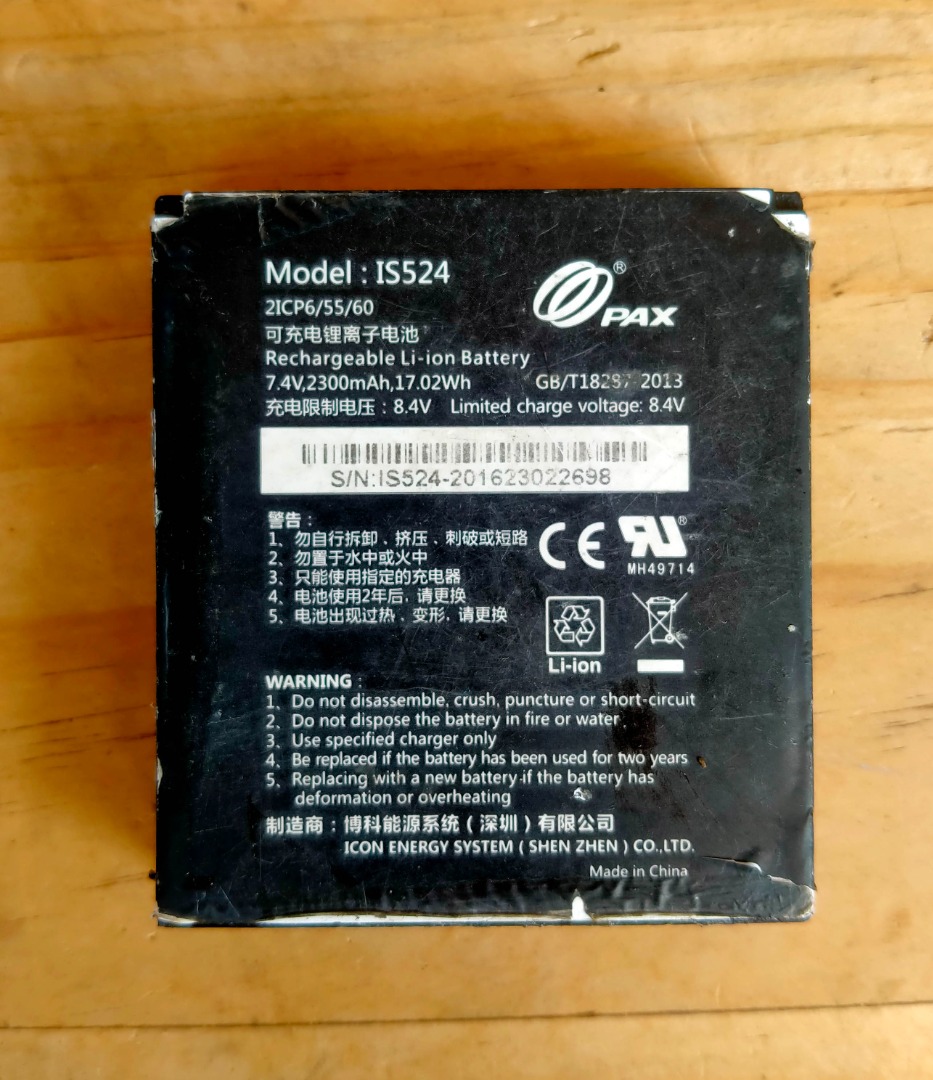 Model : IS524
® PAX
2ICP6/55/60
可充电锂离子电池
Rechargeable Li-ion Battery
7.4V,2300mAh,17.02Wh GB/T18287 2013
充电限制电压：8.4V Limited charge voltage: 8.4V
S/N:IS524-201623022698
警告：
1、勿自行拆卸﹑挤压、刺破或短路
2、勿置于水中或火中
3、只能使用指定的充电器
4、电池使用2年后, 请更换
5、电池出现过热﹑变形, 请更换
CE ®
MH49714
Li-ion
WARNING :
1、Do not disassemble, crush, puncture or short-circuit
2、Do not dispose the battery in fire or water
3、Use specified charger only
4、Be replaced if the battery has been used for two years
5、Replacing with a new battery if the battery has
deformation or overheating
制造商：博科能源系统（深圳）有限公司
ICON ENERGY SYSTEM ( SHEN ZHEN ) CO.,LTD.
Made in China